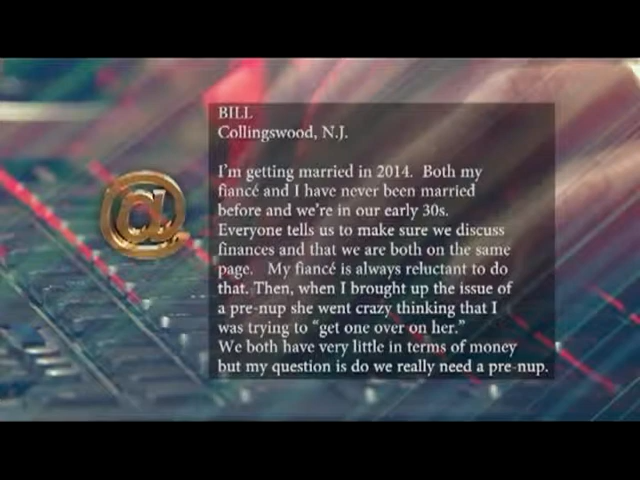 BILL
Collingswood, N.J.
I'm getting married in 2014. Both my
fiancé and I have never been married
before and we're in our early 30s.
Everyone tells us to make sure we discuss
finances and that we are both on the same
page. My fiancé is always reluctant to do
that. Then, when I brought up the issue of
a pre-nup she went crazy thinking that I
was trying to “get one over on her.”
We both have very little in terms of money
but my question is do we really need a pre-nup.
@